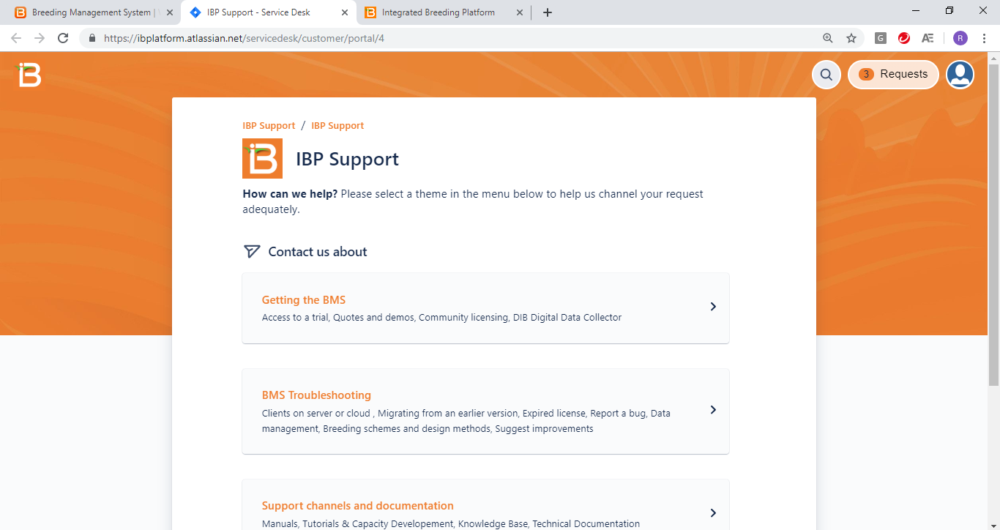 Breeding Management System |
IBP Support - Service Desk
Integrated Breeding Platform
https://ibplatform.atlassian.net/servicedesk/customer/portal/4
G
AE
R
iB
3 Requests
IBP Support / IBP Support
iB
IBP Support
How can we help? Please select a theme in the menu below to help us channel your request
adequately.
Contact us about
Getting the BMS
Access to a trial, Quotes and demos, Community licensing, DIB Digital Data Collector
BMS Troubleshooting
Clients on server or cloud , Migrating from an earlier version, Expired license, Report a bug, Data
management, Breeding schemes and design methods, Suggest improvements
Support channels and documentation
Manuals, Tutorials & Capacity Developement, Knowledge Base, Technical Documentation